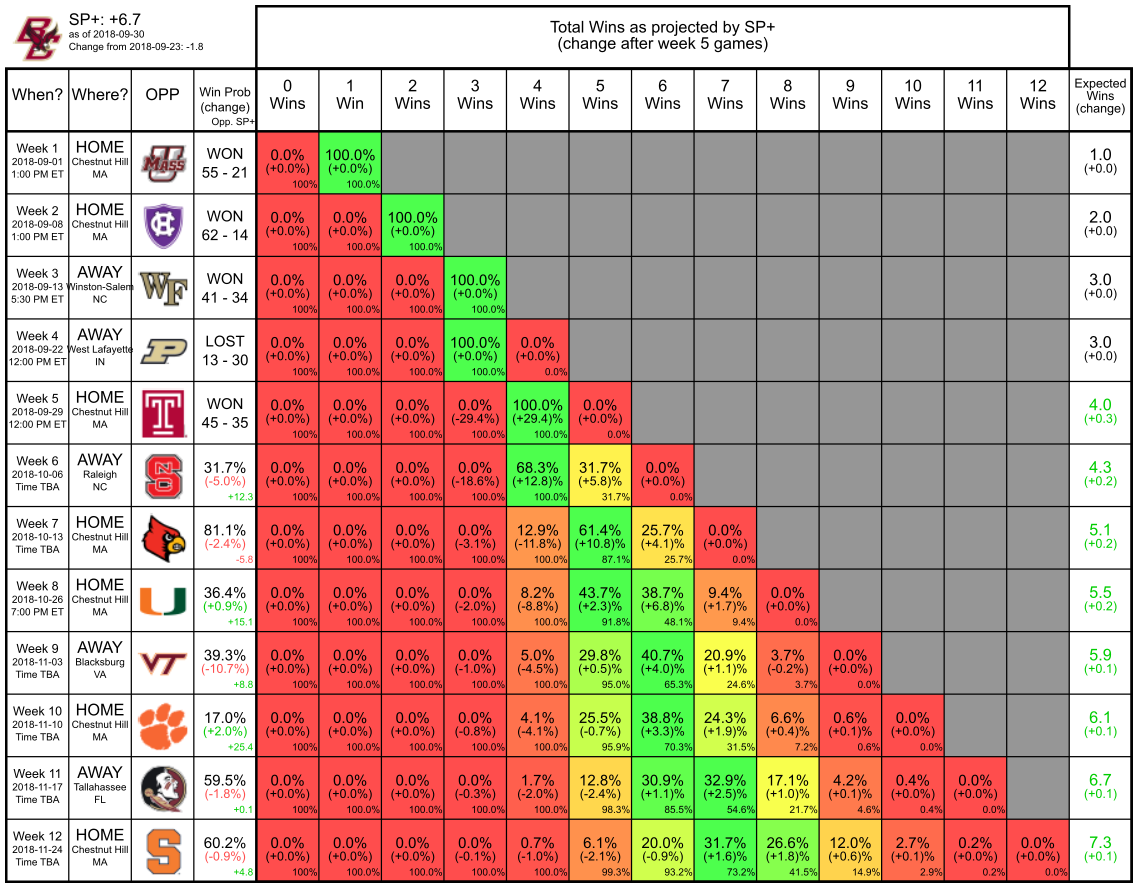 SP+: +6.7
as of 2018-09-30
Change from 2018-09-23: -1.8
Total Wins as projected by SP+
(change after week 5 games)
When? Where? OPP Win Prob (change) Opp. SP+ 0 Wins 1 Win 2 Wins 3 Wins 4 Wins 5 Wins 6 Wins 7 Wins 8 Wins 9 Wins 10 Wins 11 Wins 12 Wins Expected Wins (change)
Week 1 HOME WON 0.0% 100.0% 1.0
2018-09-01 Chestnut Hill MASS (+0.0%) (+0.0%) (+0.0)
1:00 PM ET MA 55 - 21 100% 100.0%
Week 2 HOME WON 0.0% 0.0% 100.0% 2.0
2018-09-08 Chestnut Hill HC (+0.0%) (+0.0%) (+0.0%) (+0.0)
1:00 PM ET MA 62 - 14 100% 100.0% 100.0%
Week 3 AWAY WON 0.0% 0.0% 0.0% 100.0% 3.0
2018-09-13 Winston-Salem WF (+0.0%) (+0.0%) (+0.0%) (+0.0%) (+0.0)
5:30 PM ET NC 41 - 34 100% 100.0% 100.0% 100.0%
Week 4 AWAY LOST 0.0% 0.0% 0.0% 100.0% 0.0% 3.0
2018-09-22 West Lafayette P (+0.0%) (+0.0%) (+0.0%) (+0.0%) (+0.0%) (+0.0)
12:00 PM ET IN 13 - 30 100% 100.0% 100.0% 100.0% 0.0%
Week 5 HOME WON 0.0% 0.0% 0.0% 0.0% 100.0% 0.0% 4.0
2018-09-29 Chestnut Hill T (+0.0%) (+0.0%) (+0.0%) (-29.4%) (+29.4)% (+0.0%) (+0.3)
12:00 PM ET MA 45 - 35 100% 100.0% 100.0% 100.0% 100.0% 0.0%
Week 6 AWAY 31.7% 0.0% 0.0% 0.0% 0.0% 68.3% 31.7% 0.0% 4.3
2018-10-06 Raleigh NCS (-5.0%) (+0.0%) (+0.0%) (+0.0%) (-18.6%) (+12.8)% (+5.8)% (+0.0%) (+0.2)
Time TBA NC +12.3 100% 100.0% 100.0% 100.0% 100.0% 31.7% 0.0%
Week 7 HOME 81.1% 0.0% 0.0% 0.0% 0.0% 12.9% 61.4% 25.7% 0.0% 5.1
2018-10-13 Chestnut Hill (-2.4%) (+0.0%) (+0.0%) (+0.0%) (-3.1%) (-11.8%) (+10.8)% (+4.1)% (+0.0%) (+0.2)
Time TBA MA -5.8 100% 100.0% 100.0% 100.0% 100.0% 87.1% 25.7% 0.0%
Week 8 HOME 36.4% 0.0% 0.0% 0.0% 0.0% 8.2% 43.7% 38.7% 9.4% 0.0% 5.5
2018-10-26 Chestnut Hill U (+0.9%) (+0.0%) (+0.0%) (+0.0%) (-2.0%) (-8.8%) (+2.3)% (+6.8)% (+1.7)% (+0.0%) (+0.2)
7:00 PM ET MA +15.1 100% 100.0% 100.0% 100.0% 100.0% 91.8% 48.1% 9.4% 0.0%
Week 9 AWAY 39.3% 0.0% 0.0% 0.0% 0.0% 5.0% 29.8% 40.7% 20.9% 3.7% 0.0% 5.9
2018-11-03 Blacksburg VT (-10.7%) (+0.0%) (+0.0%) (+0.0%) (-1.0%) (-4.5%) (+0.5)% (+4.0)% (+1.1)% (-0.2%) (+0.0%) (+0.1)
Time TBA VA +8.8 100% 100.0% 100.0% 100.0% 100.0% 95.0% 65.3% 24.6% 3.7% 0.0%
Week 10 HOME 17.0% 0.0% 0.0% 0.0% 0.0% 4.1% 25.5% 38.8% 24.3% 6.6% 0.6% 0.0% 6.1
2018-11-10 Chestnut Hill (+2.0%) (+0.0%) (+0.0%) (+0.0%) (-0.8%) (-4.1%) (-0.7%) (+3.3)% (+1.9)% (+0.4)% (+0.1)% (+0.0%) (+0.1)
Time TBA MA +25.4 100% 100.0% 100.0% 100.0% 100.0% 95.9% 70.3% 31.5% 7.2% 0.6% 0.0%
Week 11 AWAY 59.5% 0.0% 0.0% 0.0% 0.0% 1.7% 12.8% 30.9% 32.9% 17.1% 4.2% 0.4% 0.0% 6.7
2018-11-17 Tallahassee (-1.8%) (+0.0%) (+0.0%) (+0.0%) (-0.3%) (-2.0%) (-2.4%) (+1.1)% (+2.5)% (+1.0)% (+0.1)% (+0.0)% (+0.0%) (+0.1)
Time TBA FL +0.1 100% 100.0% 100.0% 100.0% 100.0% 98.3% 85.5% 54.6% 21.7% 4.6% 0.4% 0.0%
Week 12 HOME 60.2% 0.0% 0.0% 0.0% 0.0% 0.7% 6.1% 20.0% 31.7% 26.6% 12.0% 2.7% 0.2% 0.0% 7.3
2018-11-24 Chestnut Hill S (-0.9%) (+0.0%) (+0.0%) (+0.0%) (-0.1%) (-1.0%) (-2.1%) (-0.9%) (+1.6)% (+1.8)% (+0.6)% (+0.1)% (+0.0)% (+0.0%) (+0.1)
Time TBA MA +4.8 100% 100.0% 100.0% 100.0% 100.0% 99.3% 93.2% 73.2% 41.5% 14.9% 2.9% 0.2% 0.0%